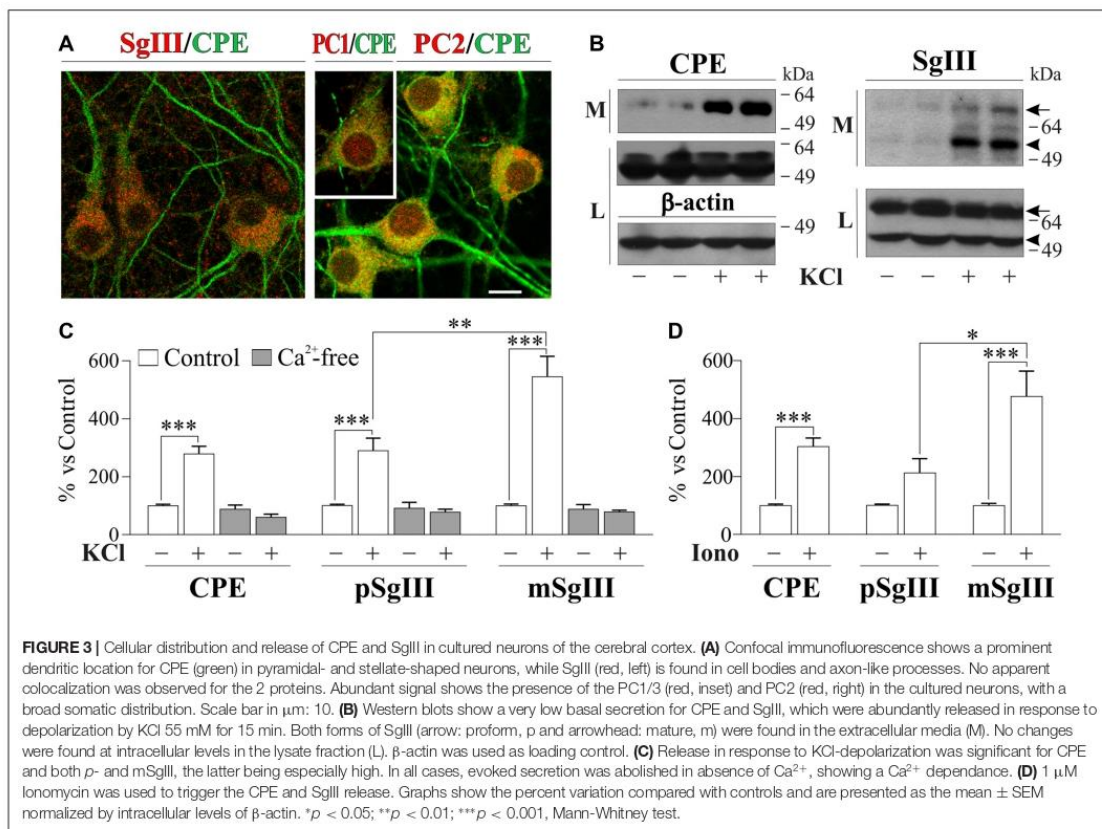 A
SgIII/CPE
PC1/CPE
PC2/CPE
B
CPE
kDa
M
- 64
- 49
- 64
- 49
L
β-actin
- 49
− − + +
KCl
SgIII
kDa
M
- 64
- 49
L
- 64
- 49
− − + +
C
Control
Ca²⁺-free
% vs Control
600
400
200
0
***
***
**
***
KCl − + − + − + − + − + − +
CPE
pSgIII
mSgIII
D
% vs Control
600
400
200
0
***
*
***
Iono − + − + − +
CPE
pSgIII
mSgIII
FIGURE 3 | Cellular distribution and release of CPE and SgIII in cultured neurons of the cerebral cortex. (A) Confocal immunofluorescence shows a prominent
dendritic location for CPE (green) in pyramidal- and stellate-shaped neurons, while SgIII (red, left) is found in cell bodies and axon-like processes. No apparent
colocalization was observed for the 2 proteins. Abundant signal shows the presence of the PC1/3 (red, inset) and PC2 (red, right) in the cultured neurons, with a
broad somatic distribution. Scale bar in μm: 10. (B) Western blots show a very low basal secretion for CPE and SgIII, which were abundantly released in response to
depolarization by KCl 55 mM for 15 min. Both forms of SgIII (arrow: proform, p and arrowhead: mature, m) were found in the extracellular media (M). No changes
were found at intracellular levels in the lysate fraction (L). β-actin was used as loading control. (C) Release in response to KCl-depolarization was significant for CPE
and both p- and mSgIII, the latter being especially high. In all cases, evoked secretion was abolished in absence of Ca²⁺, showing a Ca²⁺ dependance. (D) 1 μM
Ionomycin was used to trigger the CPE and SgIII release. Graphs show the percent variation compared with controls and are presented as the mean ± SEM
normalized by intracellular levels of β-actin. *p < 0.05; **p < 0.01; ***p < 0.001, Mann-Whitney test.